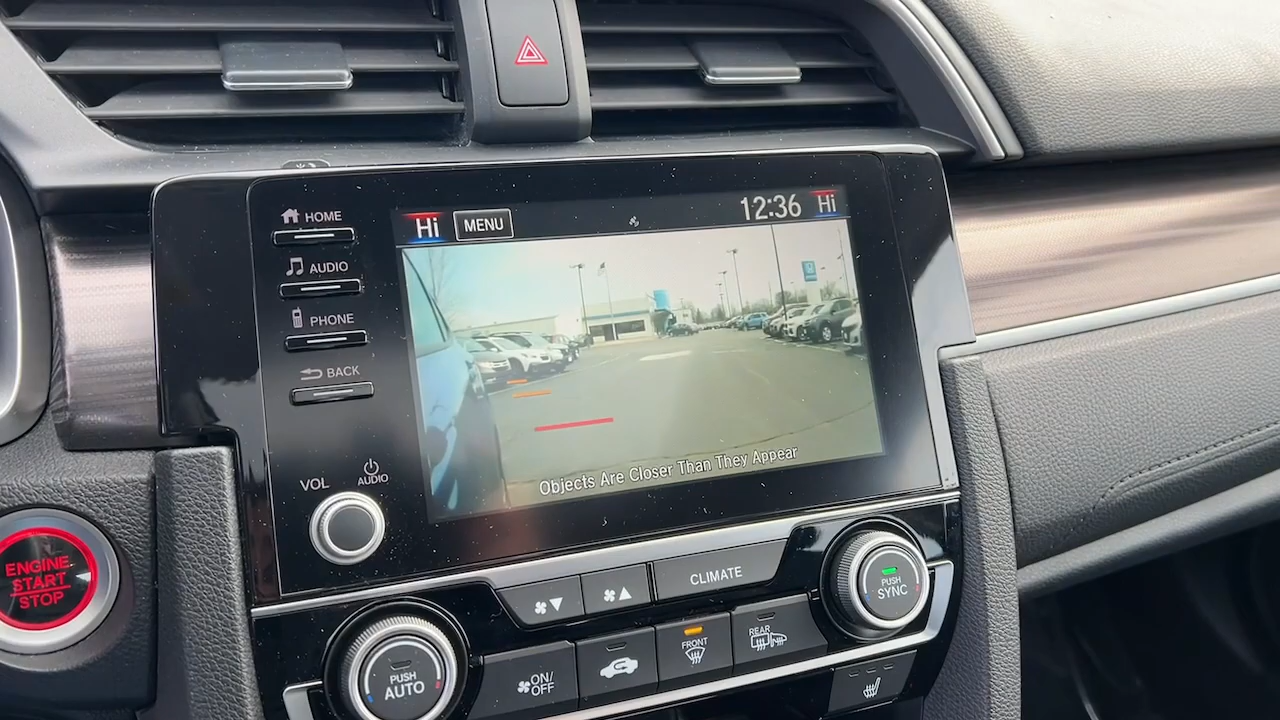 HOME
AUDIO
PHONE
BACK
VOL
AUDIO
Hi
MENU
12:36
Hi
Objects Are Closer Than They Appear
ENGINE
START
STOP
CLIMATE
PUSH
SYNC
PUSH
AUTO
ON/
OFF
FRONT
REAR